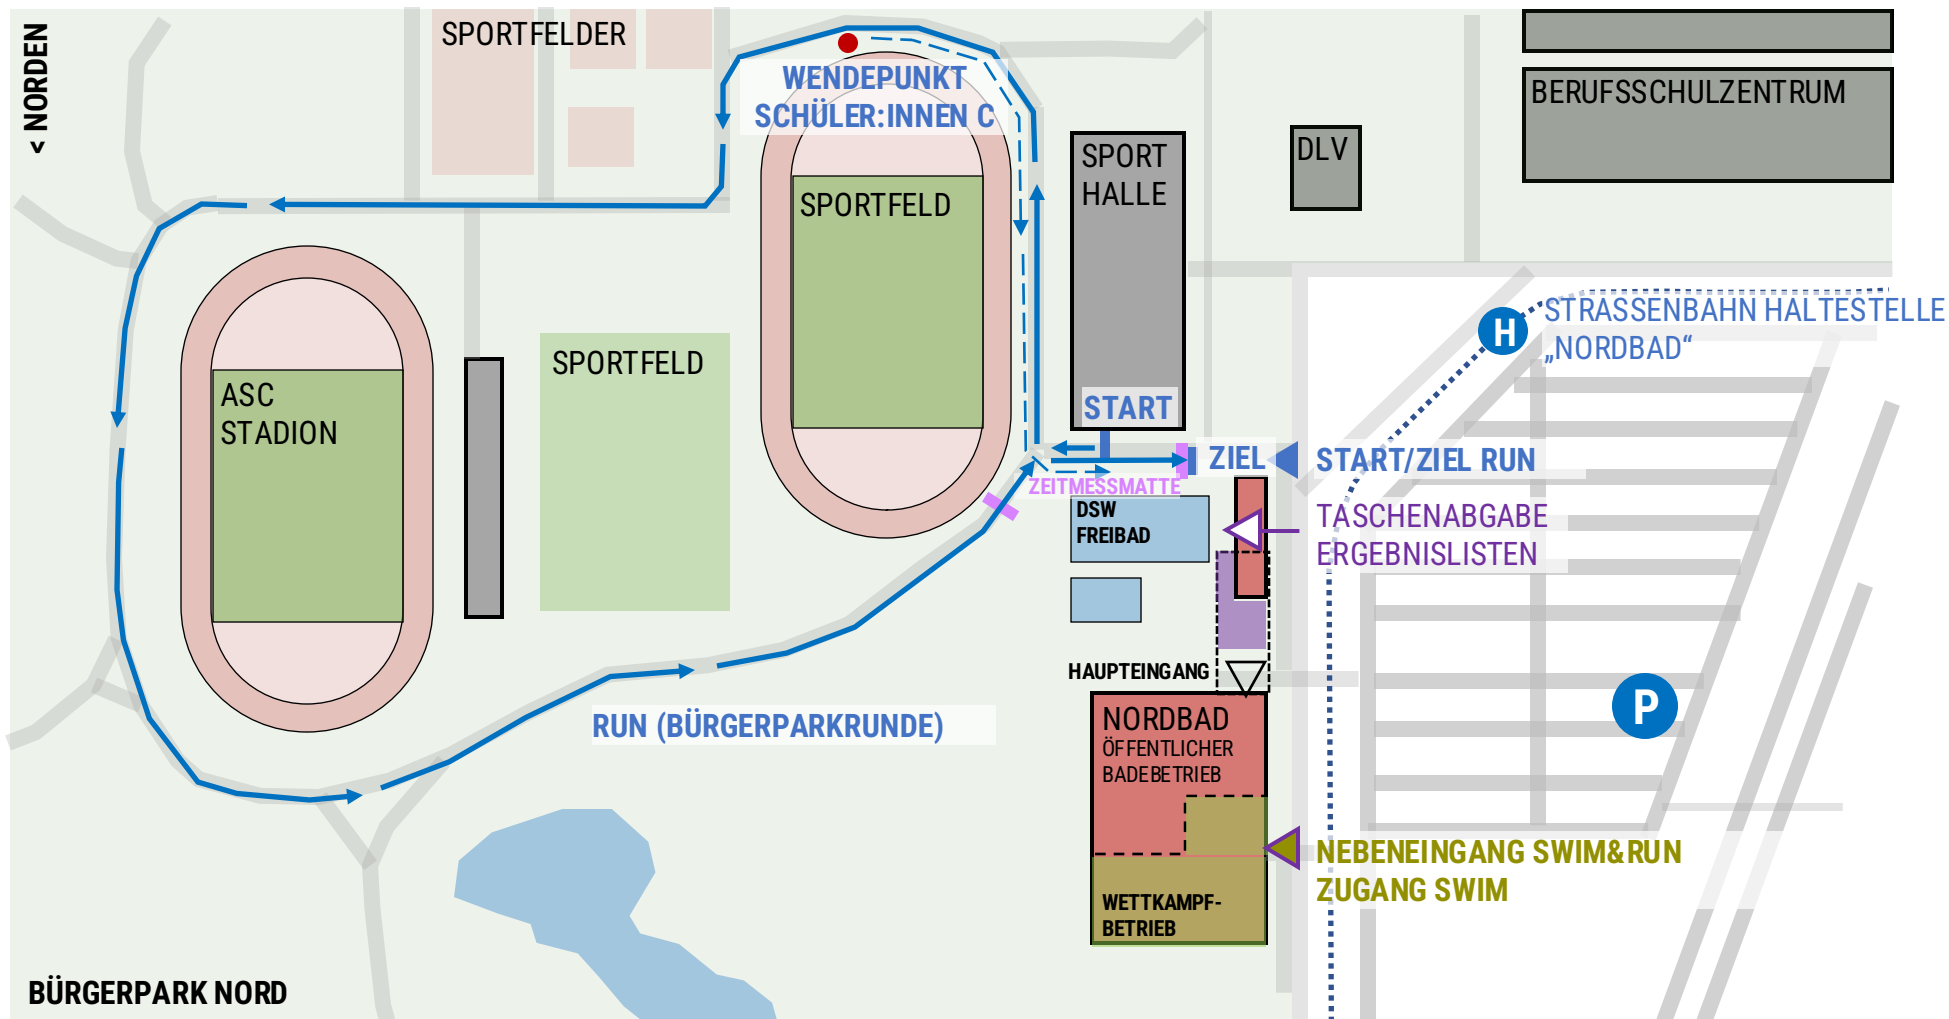 < NORDEN
SPORTFELDER
WENDEPUNKT
SCHÜLER:INNEN C
BERUFSSCHULZENTRUM
DLV
SPORT
HALLE
SPORTFELD
STRASSENBAHN HALTESTELLE
„NORDBAD“
H
SPORTFELD
ASC
STADION
START
ZIEL
START/ZIEL RUN
ZEITMESSMATTE
DSW
FREIBAD
TASCHENABGABE
ERGEBNISLISTEN
HAUPTEINGANG
RUN (BÜRGERPARKRUNDE)
NORDBAD
ÖFFENTLICHER
BADEBETRIEB
P
NEBENEINGANG SWIM&RUN
ZUGANG SWIM
WETTKAMPF-
BETRIEB
BÜRGERPARK NORD